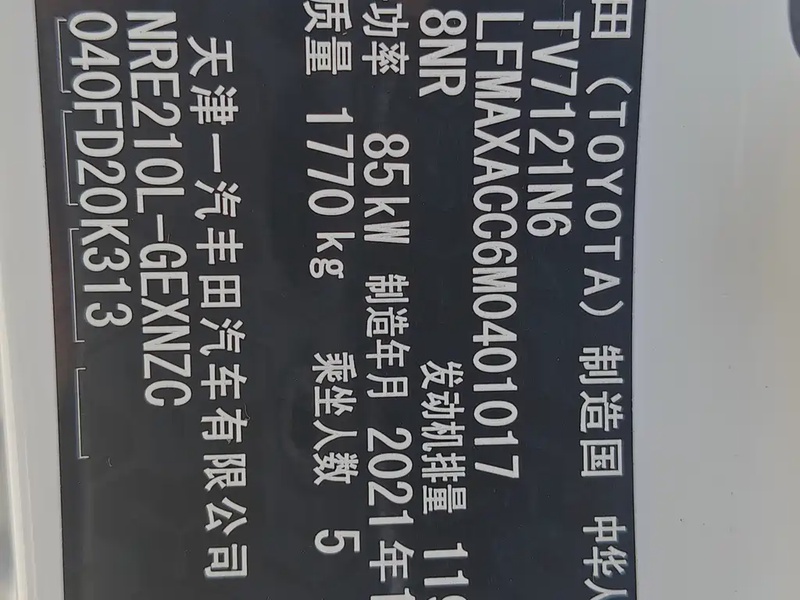 田 （TOYOTA） 制造国 中华人
TV7121N6
LFMAXACC6M0401017
8NR 发动机排量 119
功率 85kW 制造年月 2021年1
质量 1770kg 乘坐人数 5
天津一汽丰田汽车有限公司
NRE210L-GEXNZC
040FD20K313